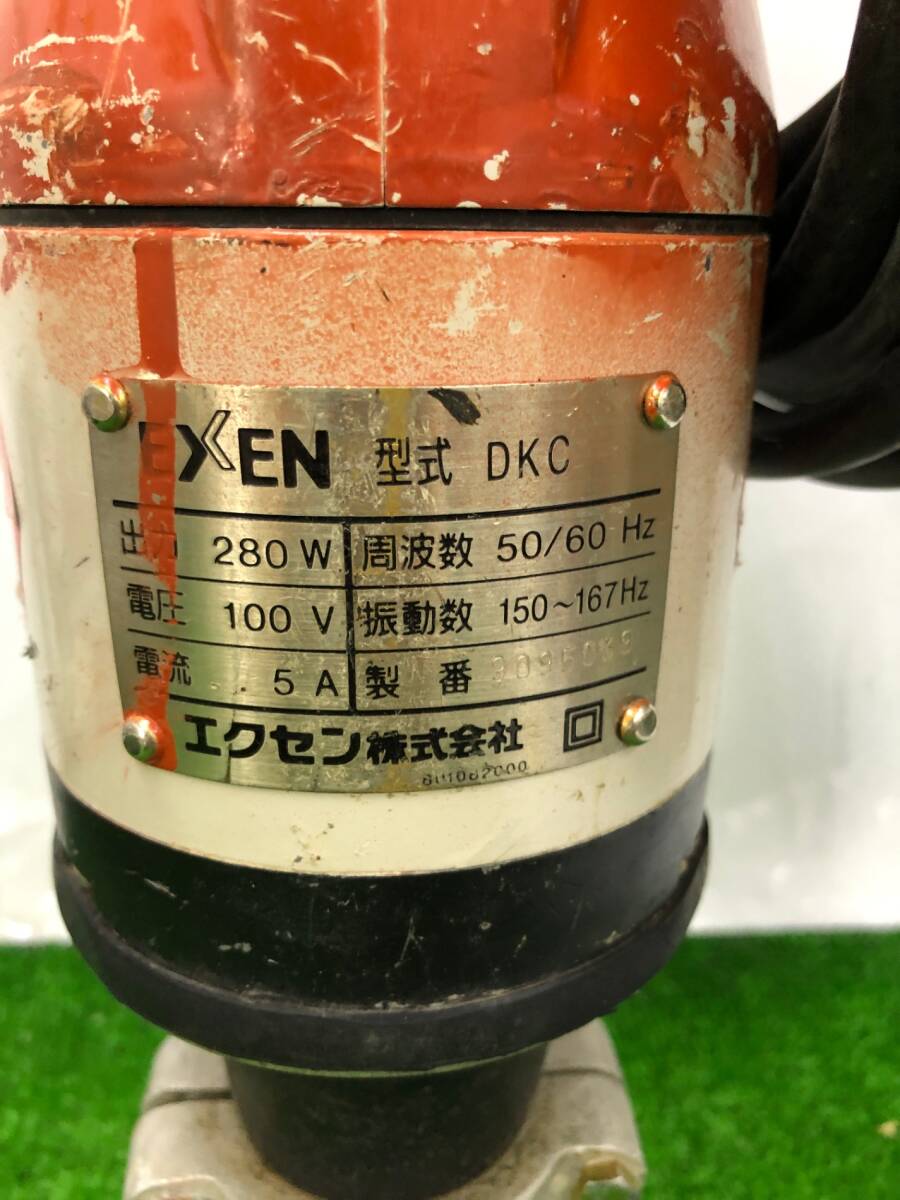 EXEN 型式 DKC
出力 280 W 周波数 50/60 Hz
電圧 100 V 振動数 150~167Hz
電流 5 A 製番
エクセン株式会社
801082000